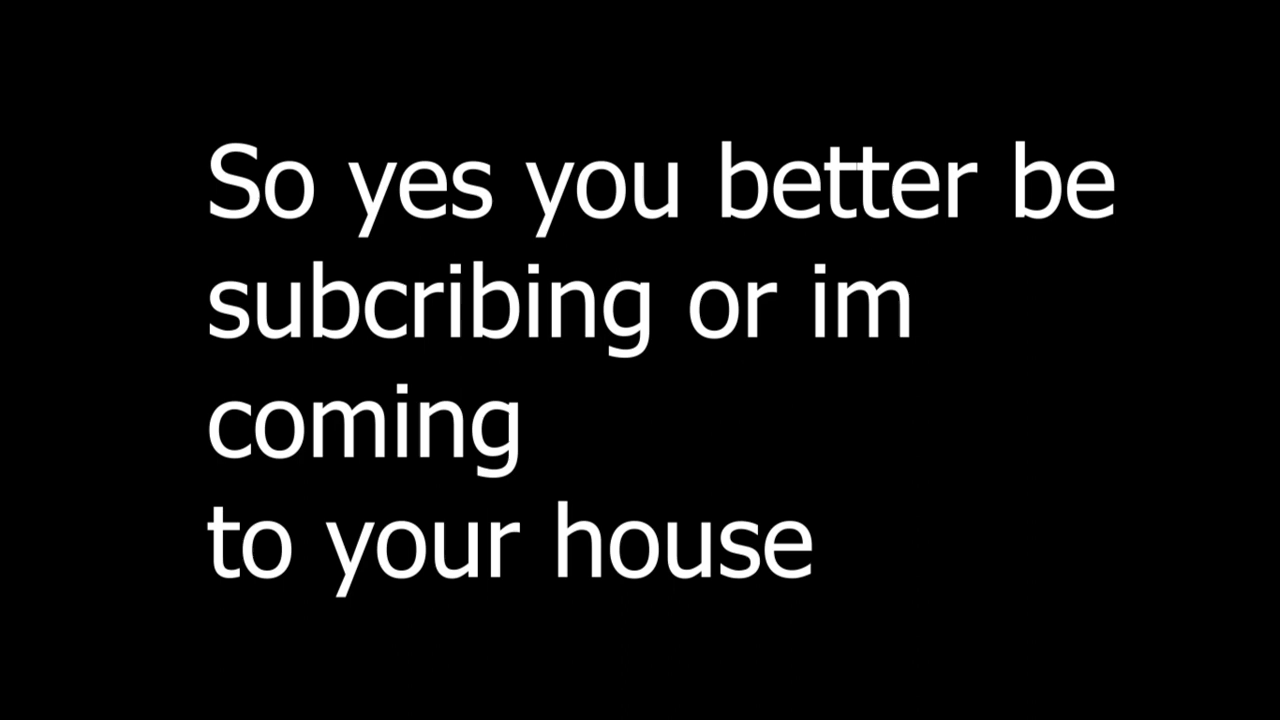 So yes you better be
subcribing or im
coming
to your house